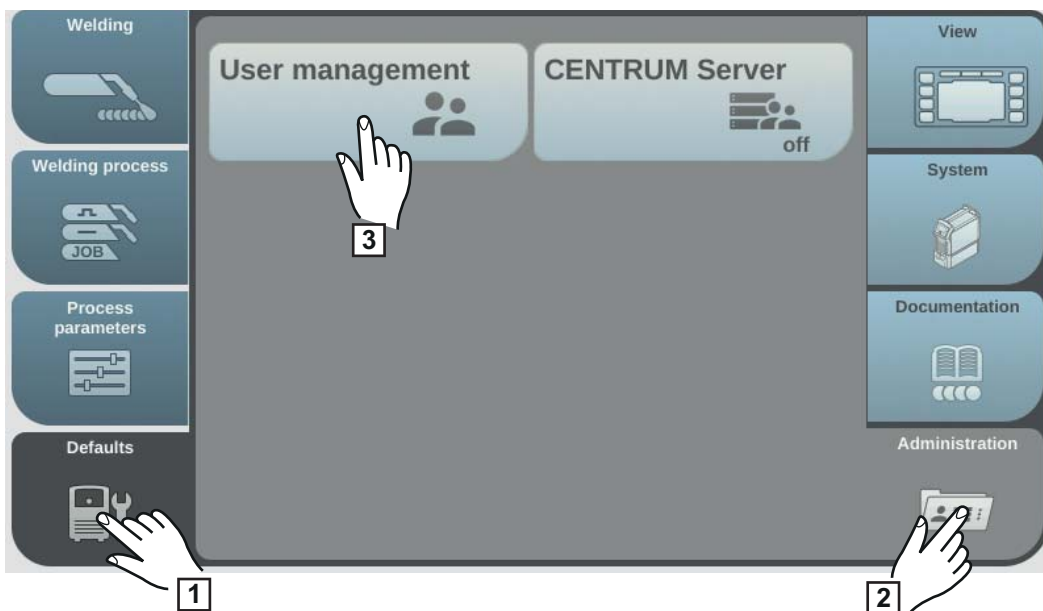 Welding
Welding process
JOB
Process
parameters
Defaults
1
User management
3
CENTRUM Server
off
View
System
Documentation
Administration
2